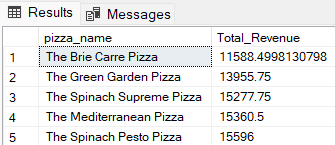 Results Messages
pizza_name Total_Revenue
1 The Brie Carre Pizza 11588.4998130798
2 The Green Garden Pizza 13955.75
3 The Spinach Supreme Pizza 15277.75
4 The Mediterranean Pizza 15360.5
5 The Spinach Pesto Pizza 15596